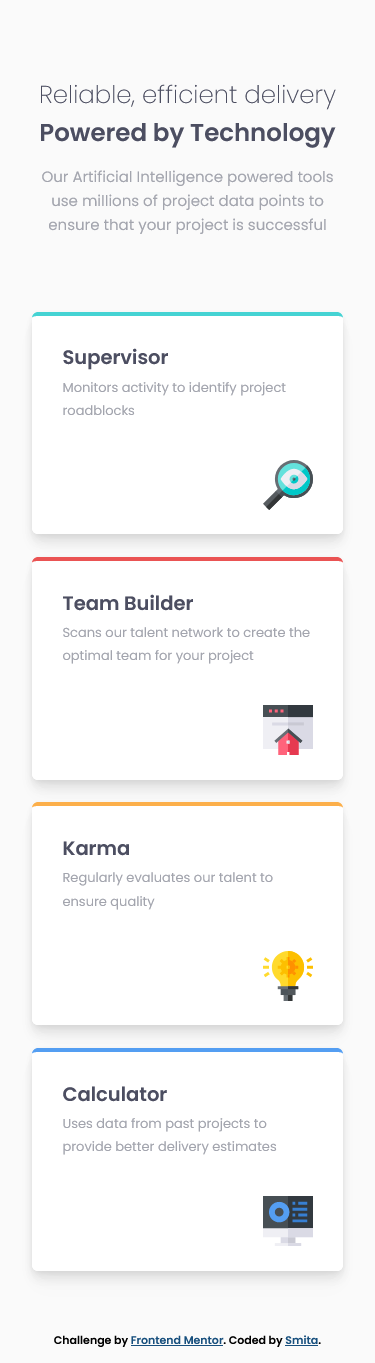 Reliable, efficient delivery
Powered by Technology
Our Artificial Intelligence powered tools
use millions of project data points to
ensure that your project is successful
Supervisor
Monitors activity to identify project
roadblocks
Team Builder
Scans our talent network to create the
optimal team for your project
Karma
Regularly evaluates our talent to
ensure quality
Calculator
Uses data from past projects to
provide better delivery estimates
Challenge by Frontend Mentor. Coded by Smita.